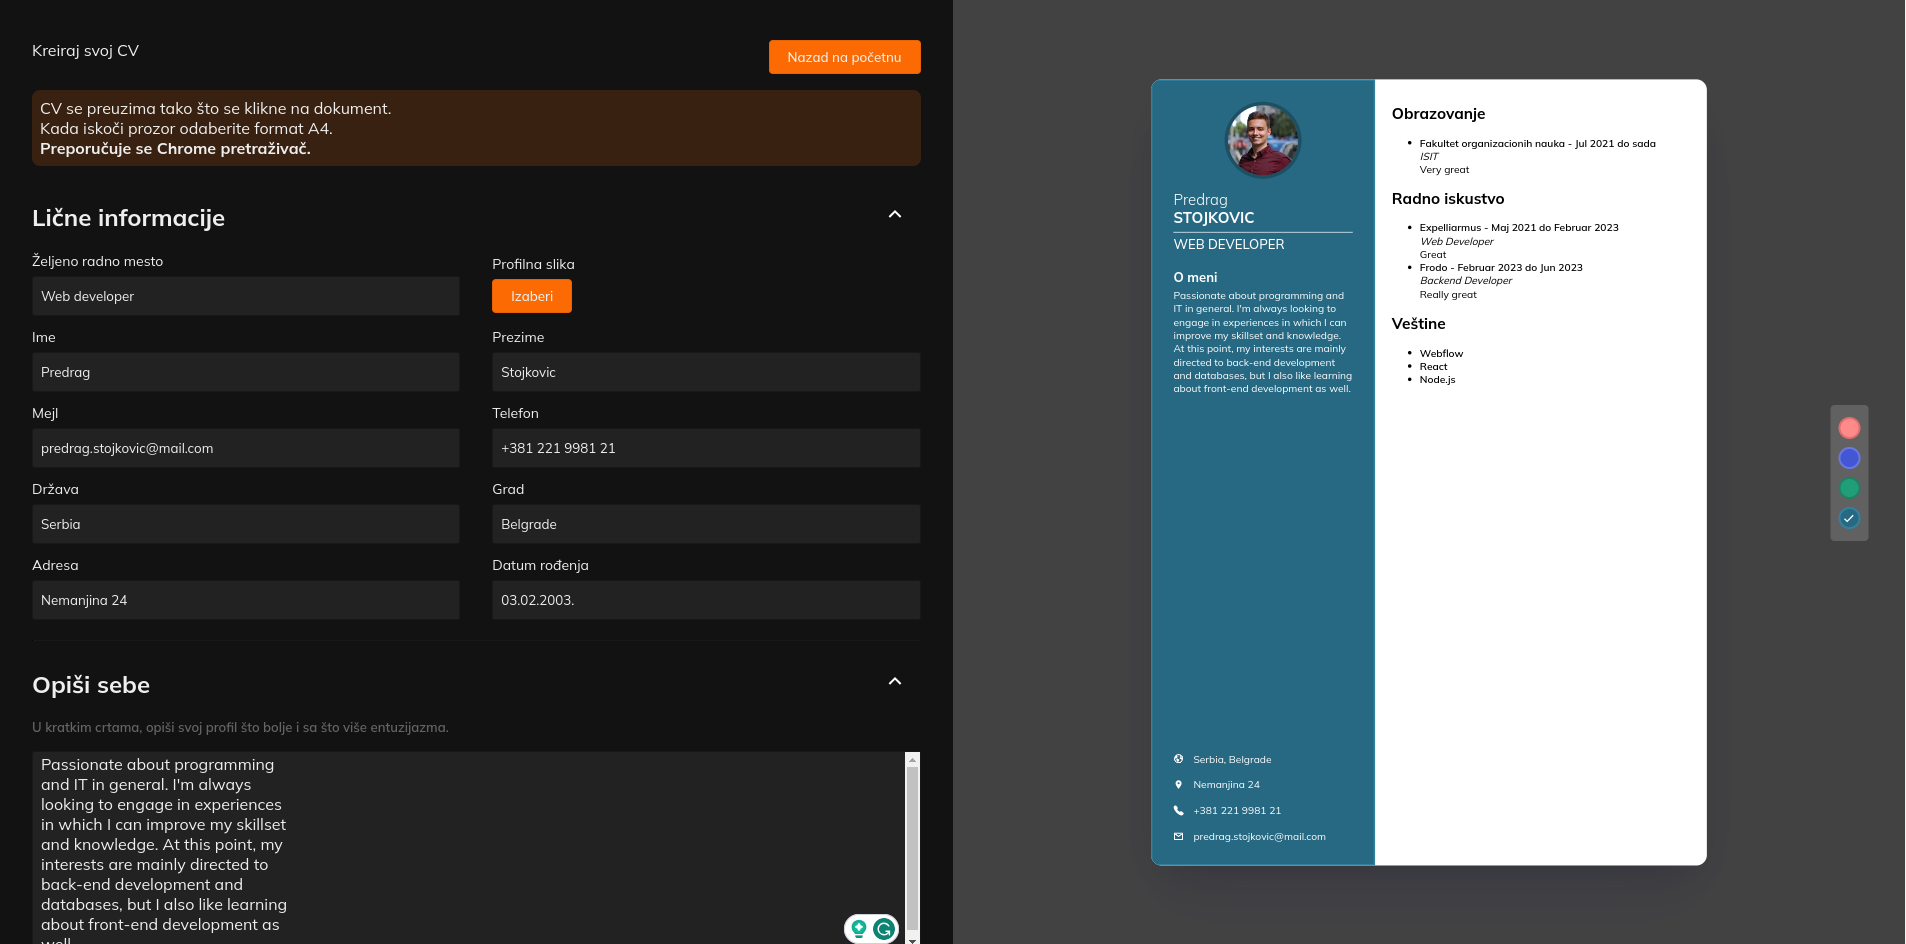 Kreiraj svoj CV
Nazad na početnu
CV se preuzima tako što se klikne na dokument.
Kada iskoči prozor odaberite format A4.
Preporučuje se Chrome pretraživač.
Lične informacije
Željeno radno mesto
Web developer
Profilna slika
Izaberi
Ime
Predrag
Prezime
Stojkovic
Mejl
predrag.stojkovic@mail.com
Telefon
+381 221 9981 21
Država
Serbia
Grad
Belgrade
Adresa
Nemanjina 24
Datum rođenja
03.02.2003.
Opiši sebe
U kratkim crtama, opiši svoj profil što bolje i sa što više entuzijazma.
Passionate about programming
and IT in general. I'm always
looking to engage in experiences
in which I can improve my skillset
and knowledge. At this point, my
interests are mainly directed to
back-end development and
databases, but I also like learning
about front-end development as
well.
Predrag
STOJKOVIC
WEB DEVELOPER
O meni
Passionate about programming and
IT in general. I'm always looking to
engage in experiences in which I can
improve my skillset and knowledge.
At this point, my interests are mainly
directed to back-end development
and databases, but I also like learning
about front-end development as well.
Serbia, Belgrade
Nemanjina 24
+381 221 9981 21
predrag.stojkovic@mail.com
Obrazovanje
Fakultet organizacionih nauka - Jul 2021 do sada
ISIT
Very great
Radno iskustvo
Expelliarmus - Maj 2021 do Februar 2023
Web Developer
Great
Frodo - Februar 2023 do Jun 2023
Backend Developer
Really great
Veštine
Webflow
React
Node.js